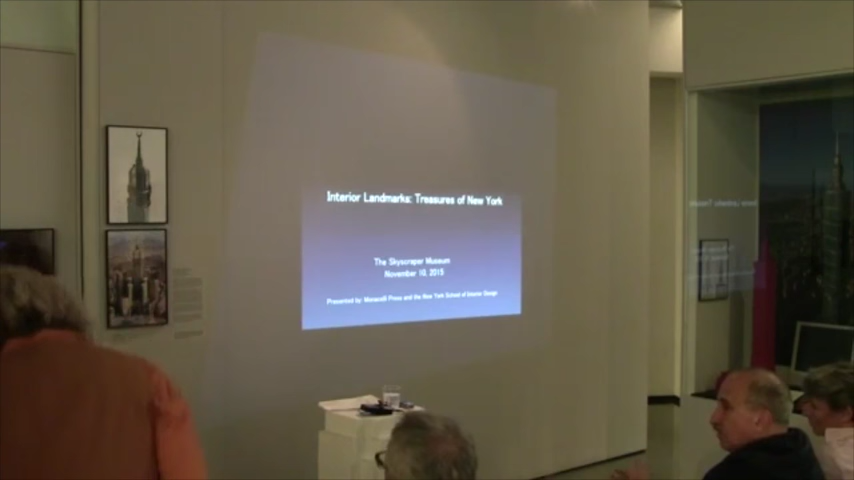 Interior Landmarks: Treasures of New York
The Skyscraper Museum
November 10, 2015
Presented by: Monacelli Press and the New York School of Interior Design